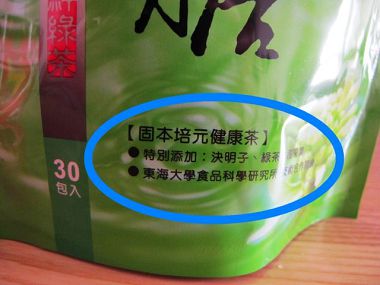 綠茶
30
包入
【固本培元健康茶】
● 特別添加:決明子、綠茶
● 東海大學食品科學研究所